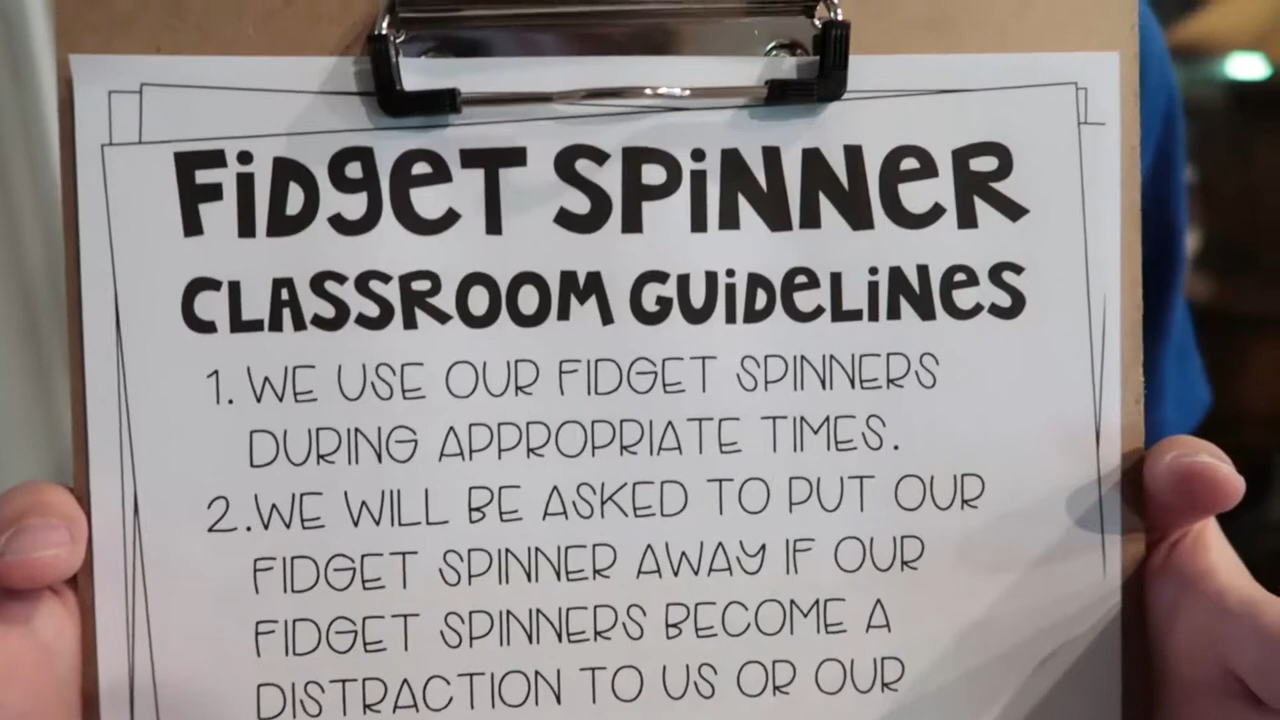 FiDgeT SPiNNeR
CLASSROOM GUiDeLiNeS
1. WE USE OUR FIDGET SPINNERS
DURING APPROPRIATE TIMES.
2. WE WILL BE ASKED TO PUT OUR
FIDGET SPINNER AWAY IF OUR
FIDGET SPINNERS BECOME A
DISTRACTION TO US OR OUR